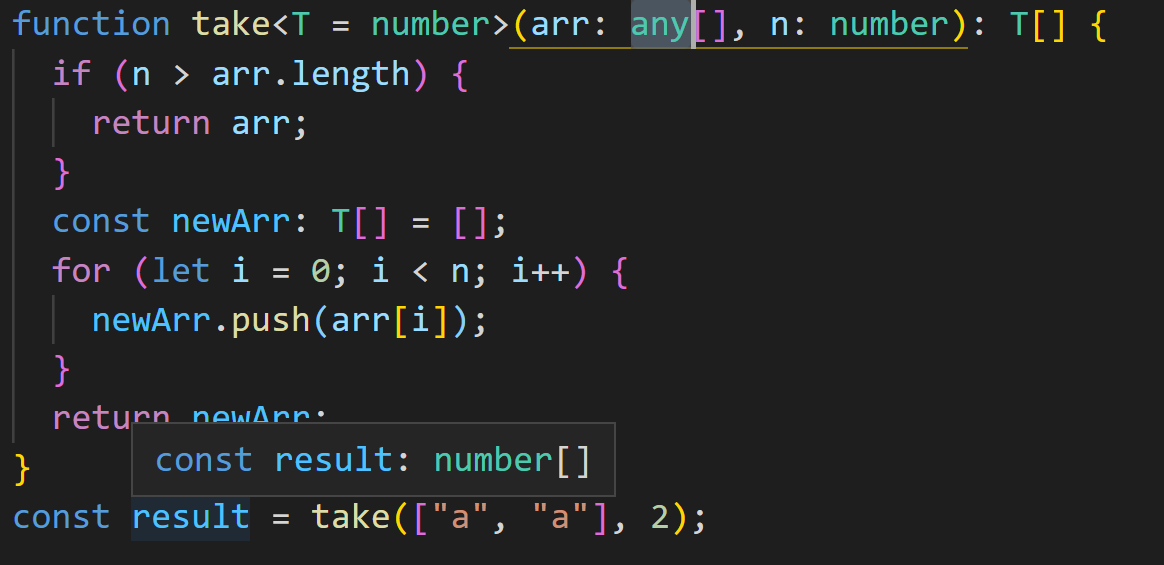 function take<T = number>(arr: any[], n: number): T[] {
if (n > arr.length) {
return arr;
}
const newArr: T[] = [];
for (let i = 0; i < n; i++) {
newArr.push(arr[i]);
}
return newArr;
const result: number[]
}
const result = take(["a", "a"], 2);